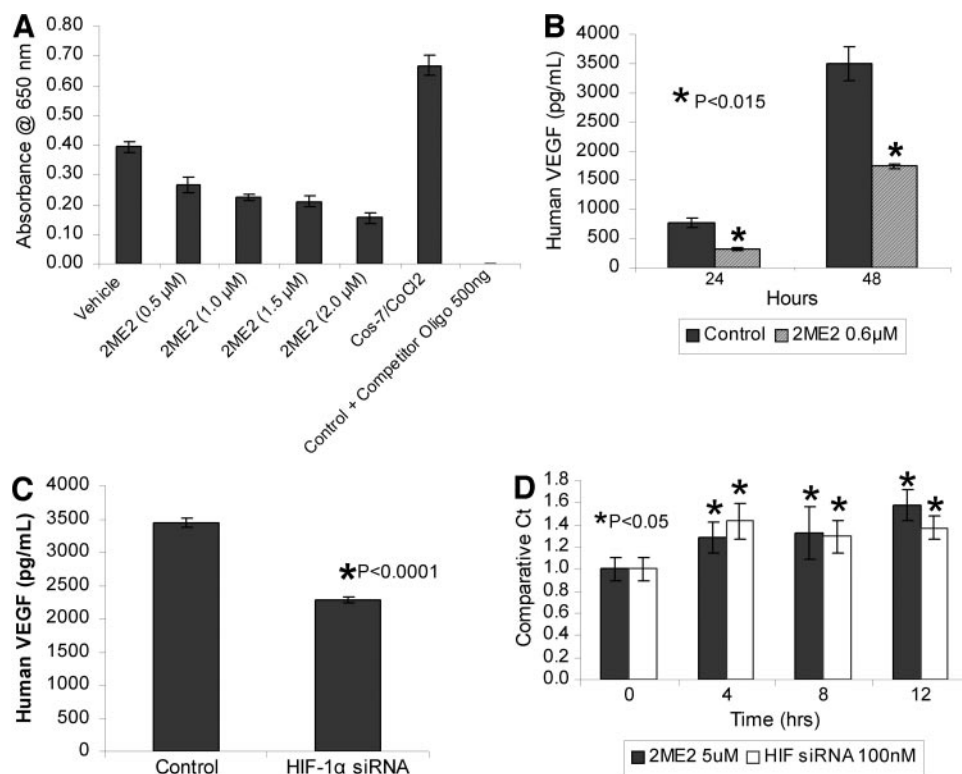 A
Absorbance @ 650 nm
0.80
0.70
0.60
0.50
0.40
0.30
0.20
0.10
0.00
Vehicle
2ME2 (0.5 µM)
2ME2 (1.0 µM)
2ME2 (1.5 µM)
2ME2 (2.0 µM)
Cos-7/CoCl2
Control + Competitor Oligo 500ng
B
Human VEGF (pg/mL)
4000
3500
3000
2500
2000
1500
1000
500
0
* P<0.015
*
*
24 48
Hours
Control 2ME2 0.6µM
C
Human VEGF (pg/mL)
4000
3500
3000
2500
2000
1500
1000
500
0
*P<0.0001
Control HIF-1α siRNA
D
Comparative Ct
1.8
1.6
1.4
1.2
1.0
0.8
0.6
0.4
0.2
0.0
*P<0.05
* * * * * *
0 4 8 12
Time (hrs)
2ME2 5uM HIF siRNA 100nM